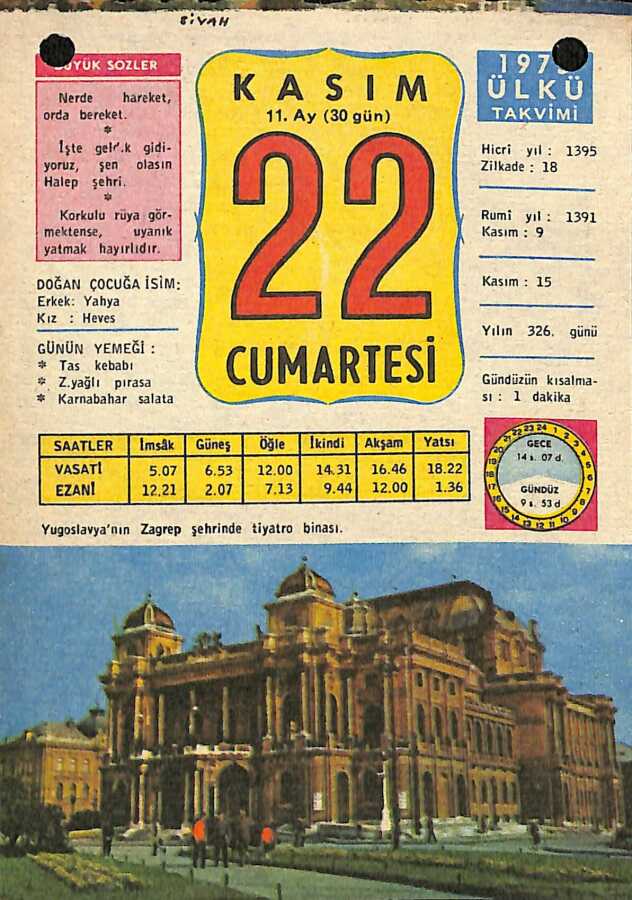 SİVAH
BÜYÜK SÖZLER
Nerde hareket,
orda bereket.
İşte geldik gidi-
yoruz, şen olasın
Halep şehri.
Korkulu rüya gör-
mektense, uyanık
yatmak hayırlıdır.
DOĞAN ÇOCUĞA İSİM:
Erkek: Yahya
Kız : Heves
GÜNÜN YEMEĞİ :
* Tas kebabı
* Z.yağlı pırasa
* Karnabahar salata
KASIM
11. Ay (30 gün)
22
CUMARTESİ
1975
ÜLKÜ
TAKVİMİ
Hicrî yıl : 1395
Zilkade : 18
Rumî yıl : 1391
Kasım : 9
Kasım : 15
Yılın 326. günü
Gündüzün kısalma-
sı : 1 dakika
SAATLER İmsâk Güneş Öğle İkindi Akşam Yatsı
VASATİ 5.07 6.53 12.00 14.31 16.46 18.22
EZANİ 12.21 2.07 7.13 9.44 12.00 1.36
GECE
14 s. 07 d.
GÜNDÜZ
9 s. 53 d
Yugoslavya'nın Zagrep şehrinde tiyatro binası.